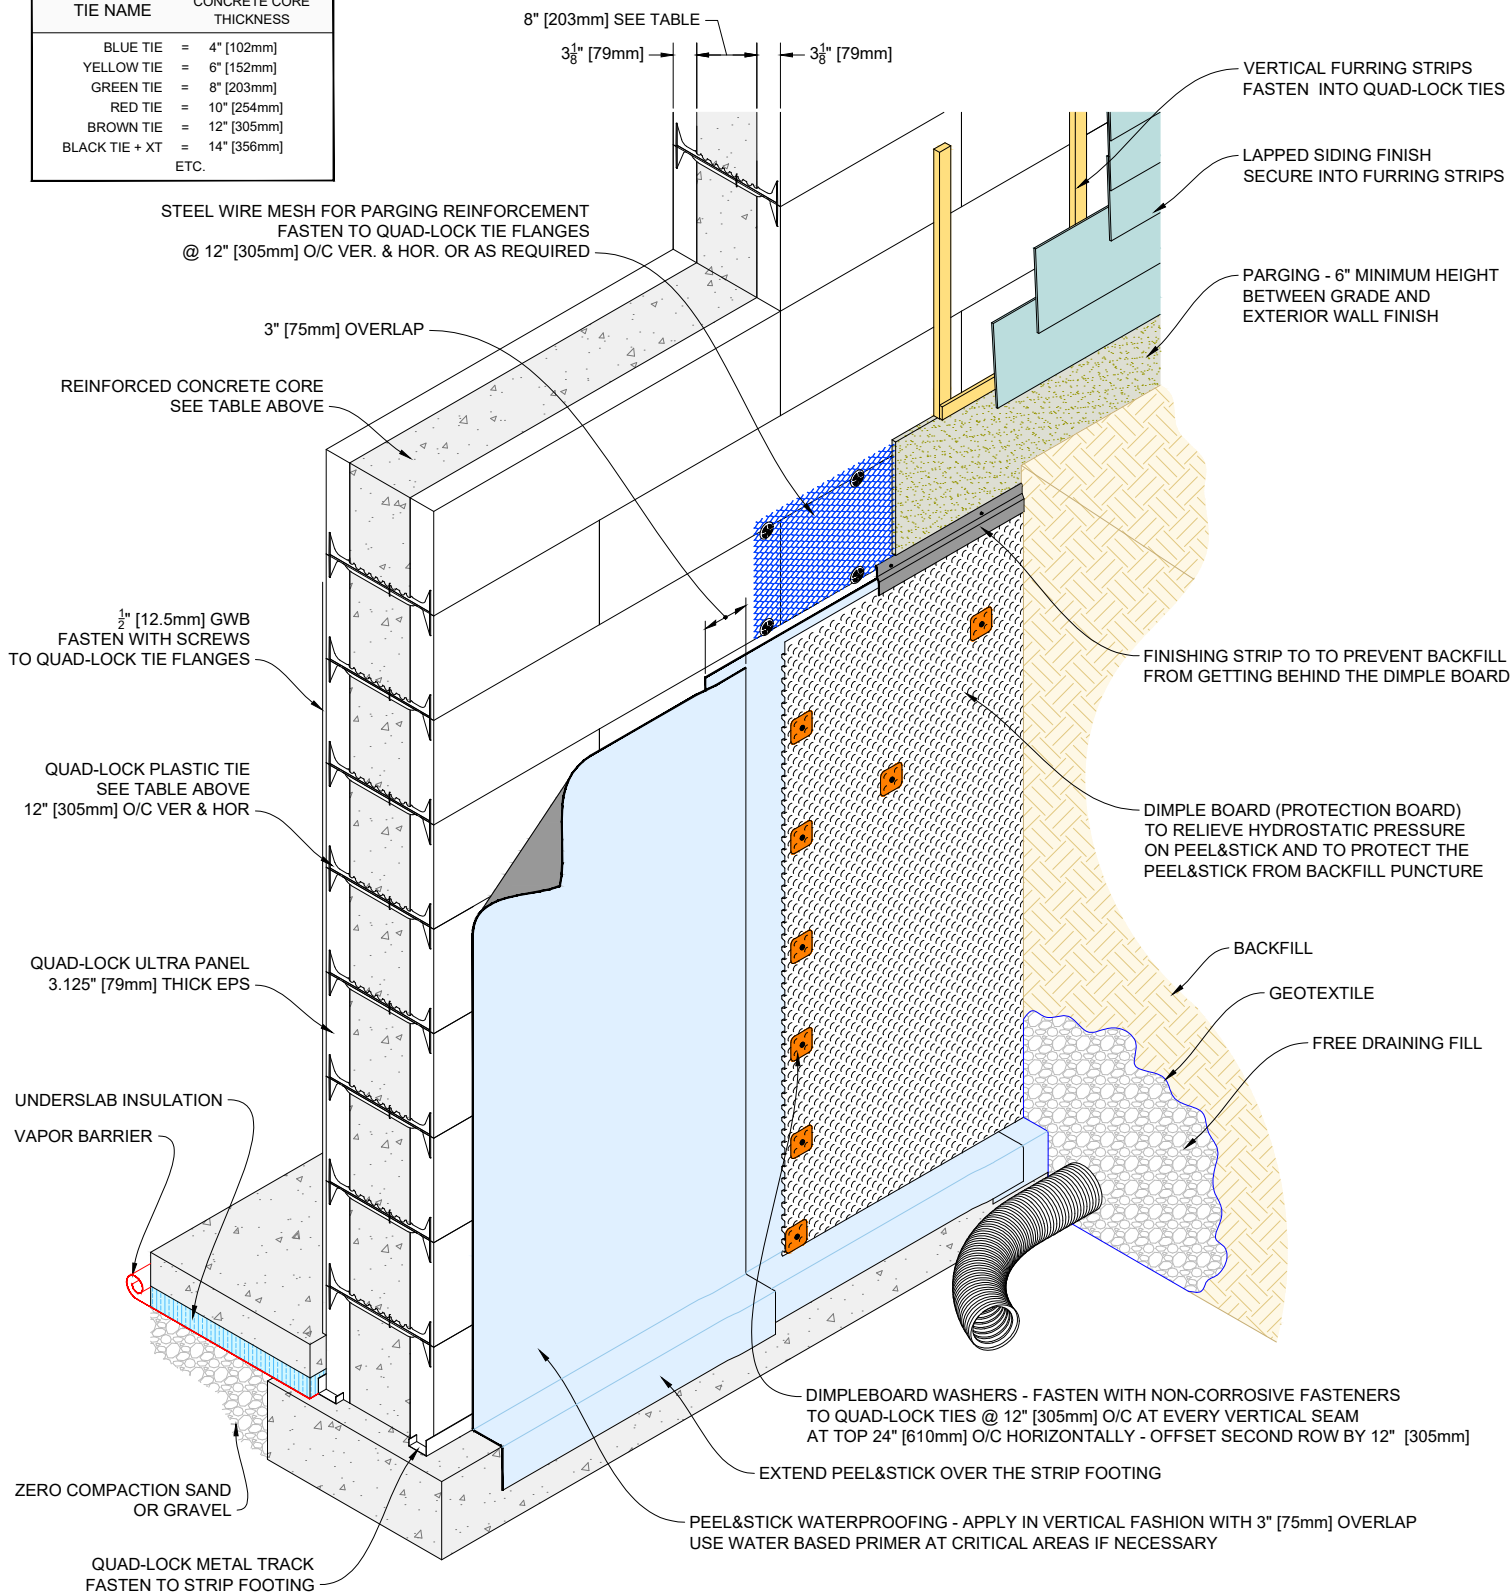 TIE NAME
CONCRETE CORE
THICKNESS
BLUE TIE = 4" [102mm]
YELLOW TIE = 6" [152mm]
GREEN TIE = 8" [203mm]
RED TIE = 10" [254mm]
BROWN TIE = 12" [305mm]
BLACK TIE + XT = 14" [356mm]
ETC.
8" [203mm] SEE TABLE
3 1/8" [79mm]
3 1/8" [79mm]
VERTICAL FURRING STRIPS
FASTEN INTO QUAD-LOCK TIES
LAPPED SIDING FINISH
SECURE INTO FURRING STRIPS
STEEL WIRE MESH FOR PARGING REINFORCEMENT
FASTEN TO QUAD-LOCK TIE FLANGES
@ 12" [305mm] O/C VER. & HOR. OR AS REQUIRED
PARGING - 6" MINIMUM HEIGHT
BETWEEN GRADE AND
EXTERIOR WALL FINISH
3" [75mm] OVERLAP
REINFORCED CONCRETE CORE
SEE TABLE ABOVE
1/2" [12.5mm] GWB
FASTEN WITH SCREWS
TO QUAD-LOCK TIE FLANGES
FINISHING STRIP TO TO PREVENT BACKFILL
FROM GETTING BEHIND THE DIMPLE BOARD
QUAD-LOCK PLASTIC TIE
SEE TABLE ABOVE
12" [305mm] O/C VER & HOR
DIMPLE BOARD (PROTECTION BOARD)
TO RELIEVE HYDROSTATIC PRESSURE
ON PEEL&STICK AND TO PROTECT THE
PEEL&STICK FROM BACKFILL PUNCTURE
QUAD-LOCK ULTRA PANEL
3.125" [79mm] THICK EPS
BACKFILL
GEOTEXTILE
FREE DRAINING FILL
UNDERSLAB INSULATION
VAPOR BARRIER
DIMPLEBOARD WASHERS - FASTEN WITH NON-CORROSIVE FASTENERS
TO QUAD-LOCK TIES @ 12" [305mm] O/C AT EVERY VERTICAL SEAM
AT TOP 24" [610mm] O/C HORIZONTALLY - OFFSET SECOND ROW BY 12" [305mm]
EXTEND PEEL&STICK OVER THE STRIP FOOTING
ZERO COMPACTION SAND
OR GRAVEL
PEEL&STICK WATERPROOFING - APPLY IN VERTICAL FASHION WITH 3" [75mm] OVERLAP
USE WATER BASED PRIMER AT CRITICAL AREAS IF NECESSARY
QUAD-LOCK METAL TRACK
FASTEN TO STRIP FOOTING